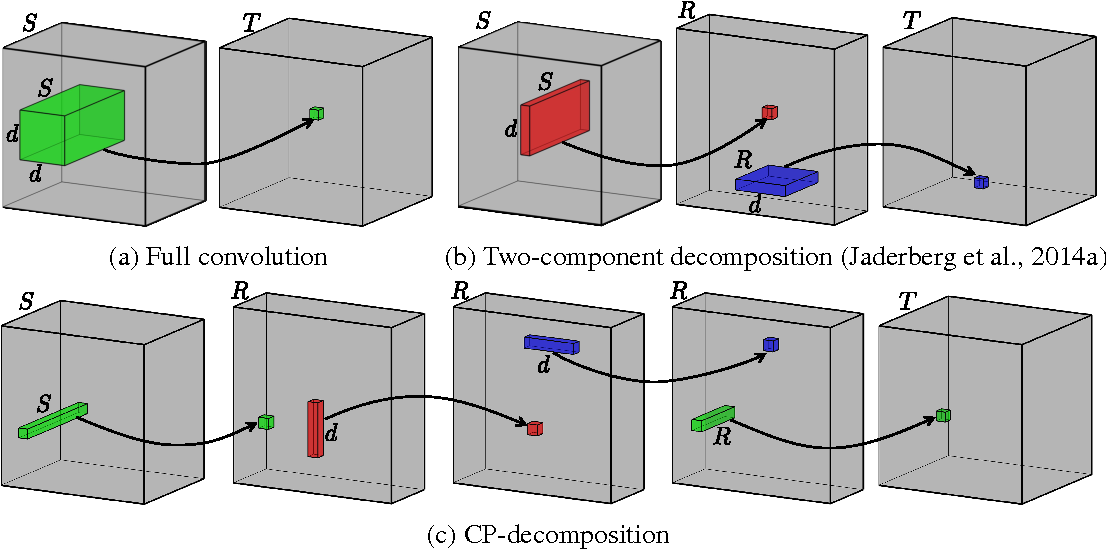 S
T
S
d
d
(a) Full convolution
S
R
T
S
d
R
d
(b) Two-component decomposition (Jaderberg et al., 2014a)
S
R
R
R
T
S
d
d
R
(c) CP-decomposition